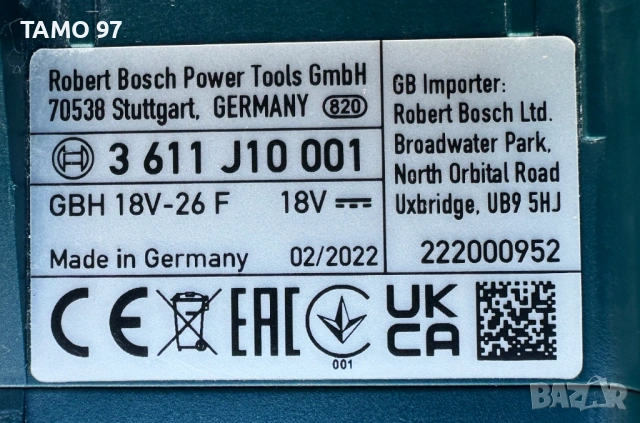 TAMO 97
Robert Bosch Power Tools GmbH
70538 Stuttgart, GERMANY 820
3 611 J10 001
GBH 18V-26 F 18V
Made in Germany 02/2022
GB Importer:
Robert Bosch Ltd.
Broadwater Park,
North Orbital Road
Uxbridge, UB9 5HJ
222000952
CE EAC 001 UK
CA
BAZAR